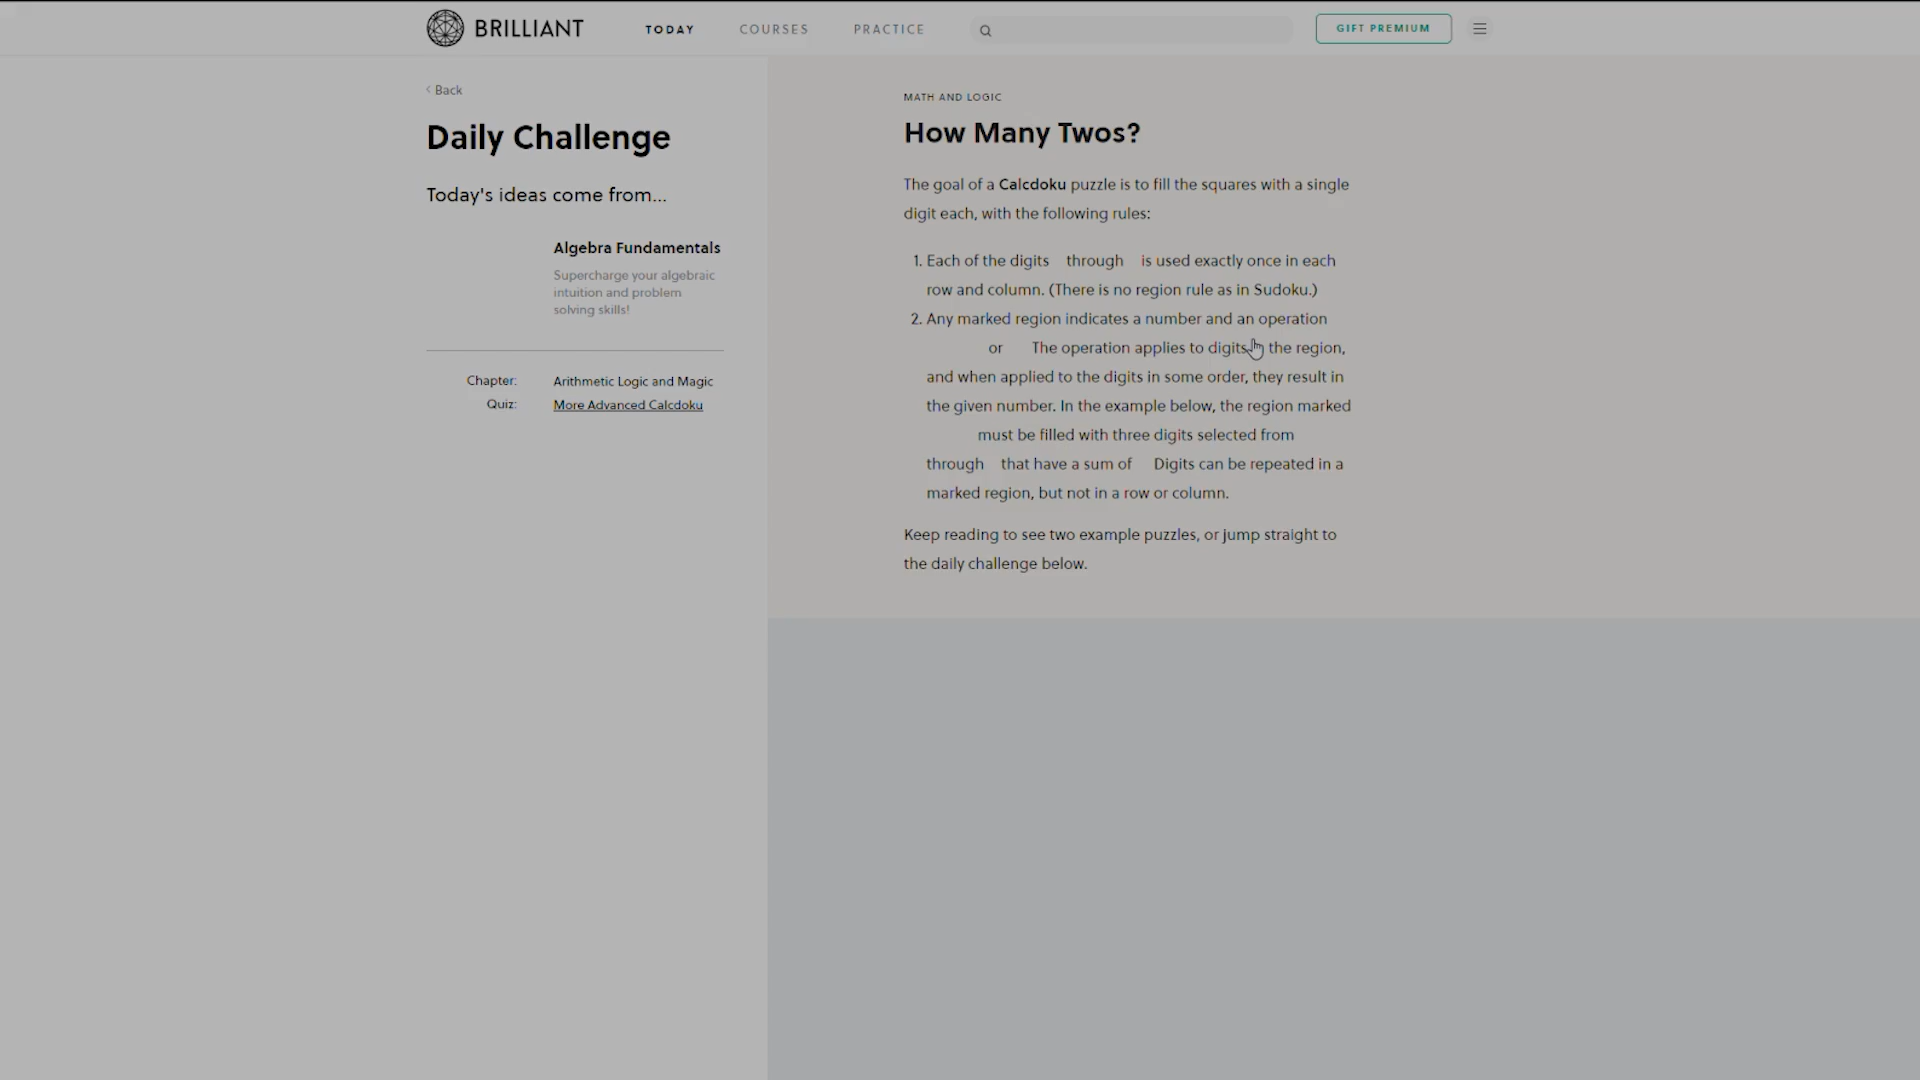 BRILLIANT
TODAY
COURSES
PRACTICE
GIFT PREMIUM
Back
Daily Challenge
Today's ideas come from...
Algebra Fundamentals
Supercharge your algebraic
intuition and problem
solving skills!
Chapter: Arithmetic Logic and Magic
Quiz: More Advanced Calcdoku
MATH AND LOGIC
How Many Twos?
The goal of a Calcdoku puzzle is to fill the squares with a single
digit each, with the following rules:
1. Each of the digits through is used exactly once in each
row and column. (There is no region rule as in Sudoku.)
2. Any marked region indicates a number and an operation
or The operation applies to digits the region,
and when applied to the digits in some order, they result in
the given number. In the example below, the region marked
must be filled with three digits selected from
through that have a sum of Digits can be repeated in a
marked region, but not in a row or column.
Keep reading to see two example puzzles, or jump straight to
the daily challenge below.